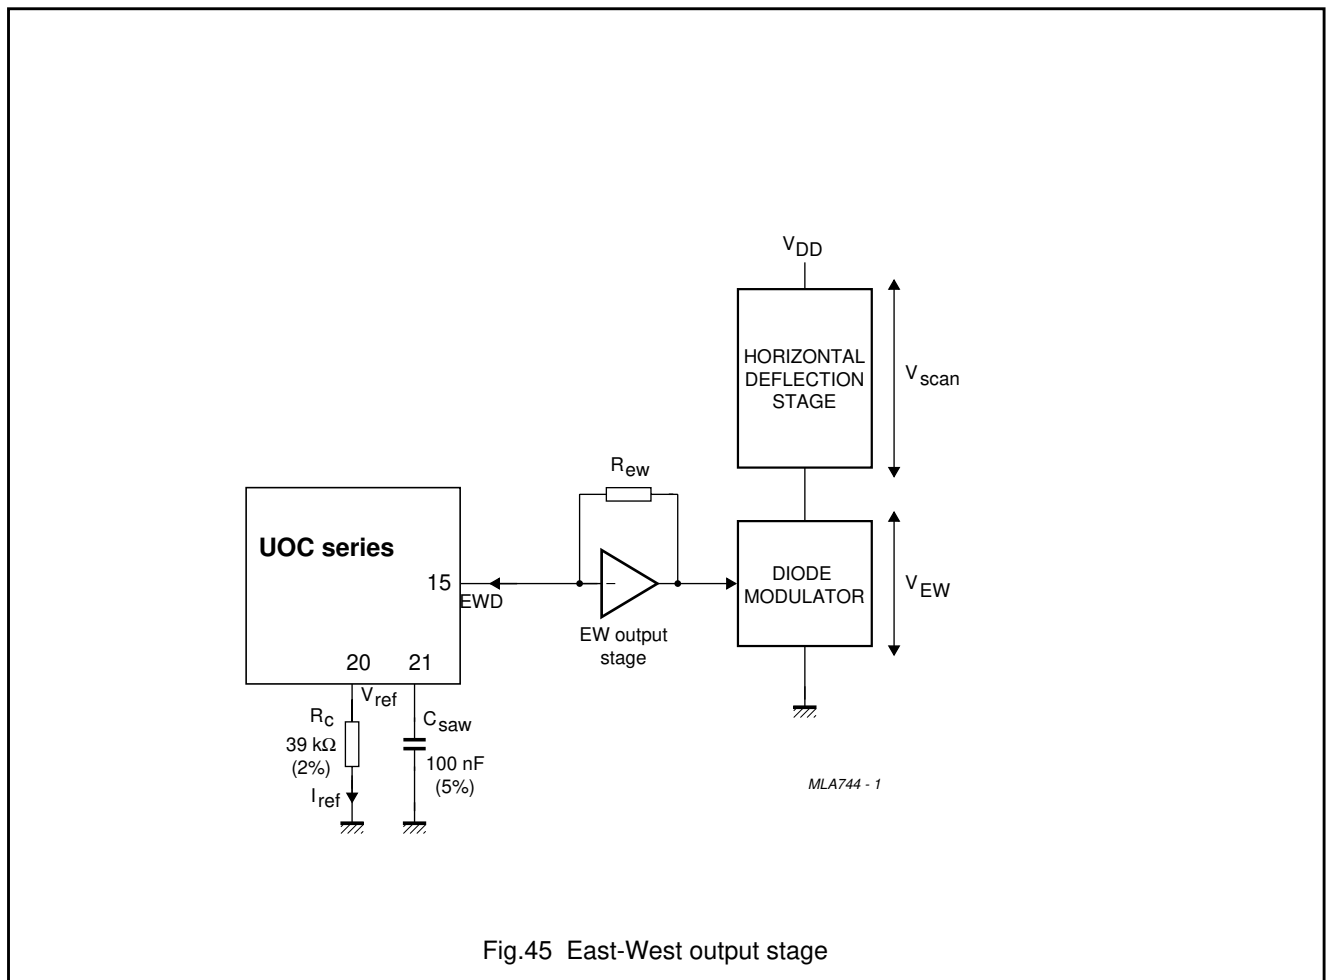 VDD
HORIZONTAL
DEFLECTION
STAGE
Vscan
Rew
UOC series
15
EWD
EW output
stage
DIODE
MODULATOR
VEW
20
21
Vref
Rc
39 kΩ
(2%)
Iref
Csaw
100 nF
(5%)
MLA744 - 1
Fig.45 East-West output stage